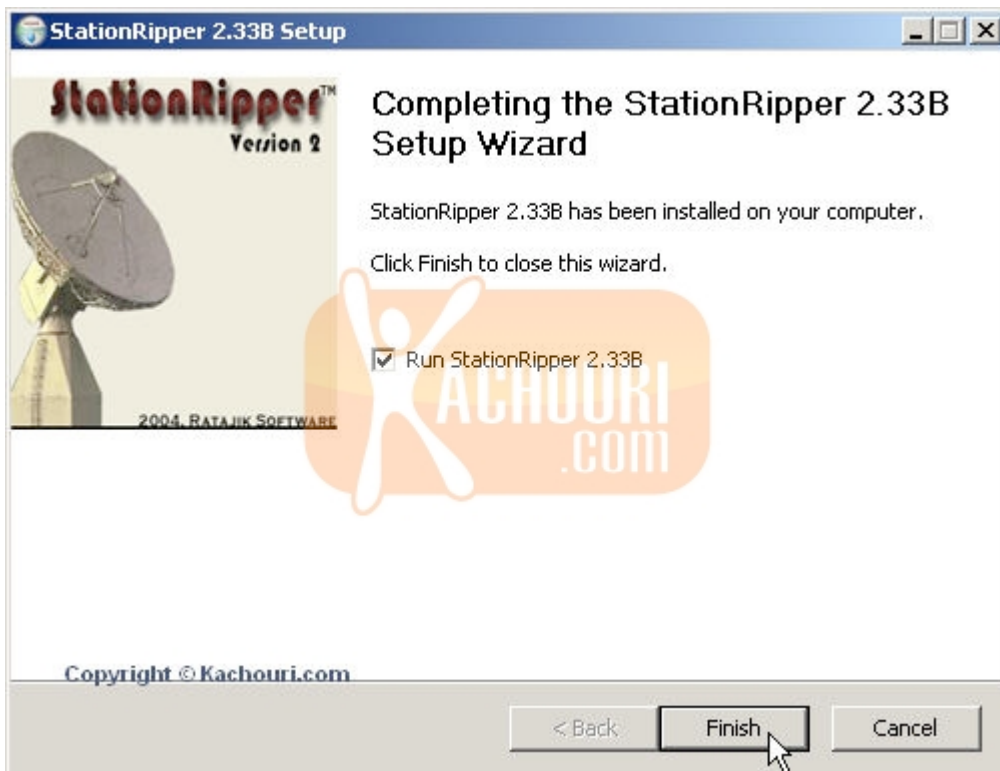 StationRipper 2.33B Setup
StationRipper™
Version 2
2004, Ratajik Software
Completing the StationRipper 2.33B
Setup Wizard
StationRipper 2.33B has been installed on your computer.
Click Finish to close this wizard.
Run StationRipper 2.33B
KACHOURI
.com
Copyright © Kachouri.com
< Back
Finish
Cancel